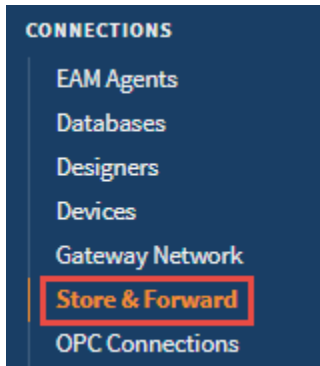 CONNECTIONS
EAM Agents
Databases
Designers
Devices
Gateway Network
Store & Forward
OPC Connections